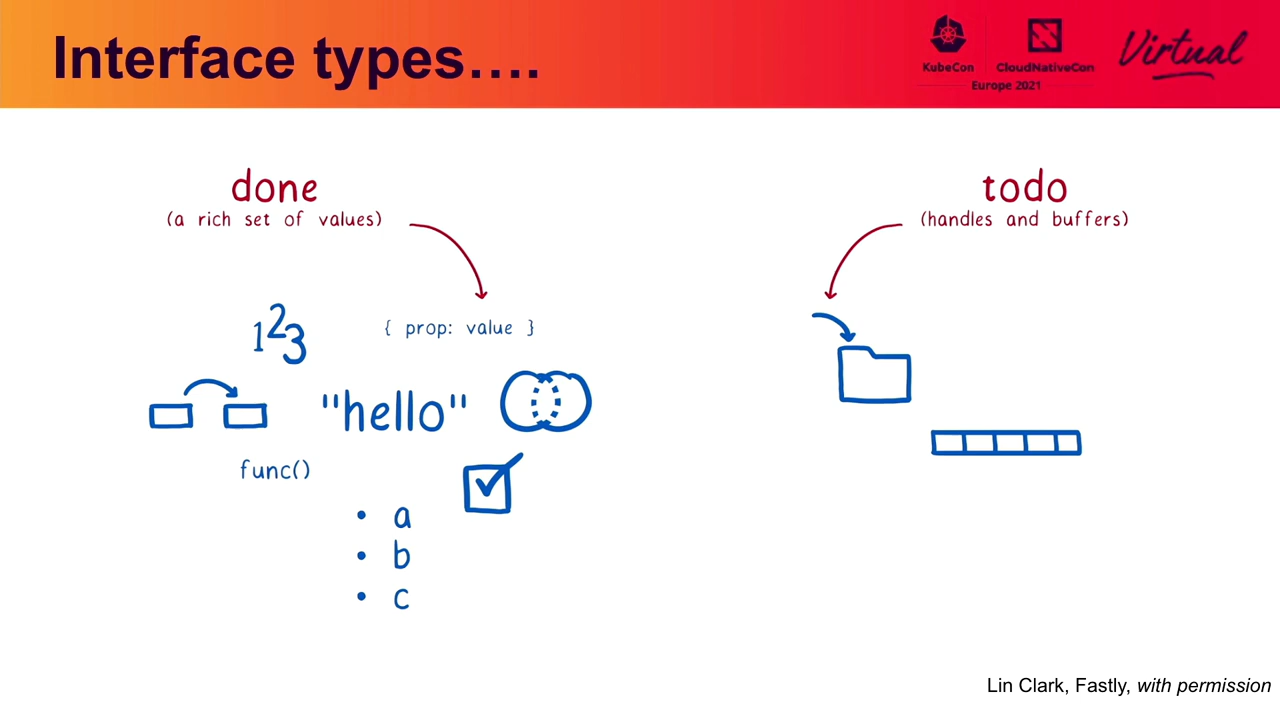 Interface types….
KubeCon
CloudNativeCon
Europe 2021
Virtual
done
(a rich set of values)
todo
(handles and buffers)
123
{ prop: value }
"hello"
func()
• a
• b
• c
Lin Clark, Fastly, with permission